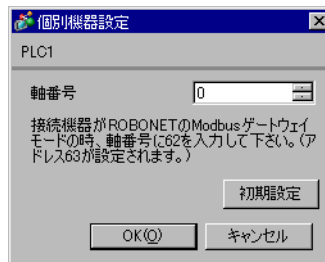 個別機器設定
PLC1
軸番号 0
接続機器がROBONETのModbusゲートウェイ
モードの時、軸番号に62を入力して下さい。(ア
ドレス63が設定されます。)
初期設定
OK(O) キャンセル